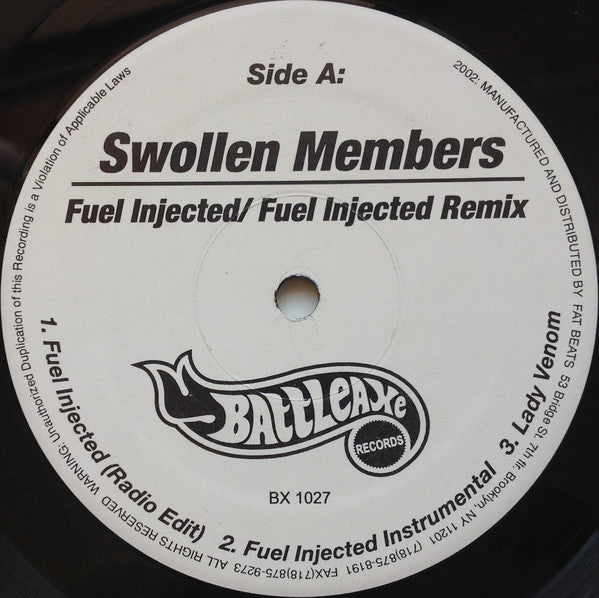 Side A:
Swollen Members
Fuel Injected/ Fuel Injected Remix
BATTLEAXE
RECORDS
BX 1027
1. Fuel Injected (Radio Edit) 2. Fuel Injected Instrumental 3. Lady Venom
2002: MANUFACTURED AND DISTRIBUTED BY FAT BEATS 53 Bridge St. 7th flr. Brooklyn, NY 11201 (718)875-8191 FAX(718)875-9273 ALL RIGHTS RESERVED WARNING: Unauthorized Duplication of this Recording is a Violation of Applicable Laws